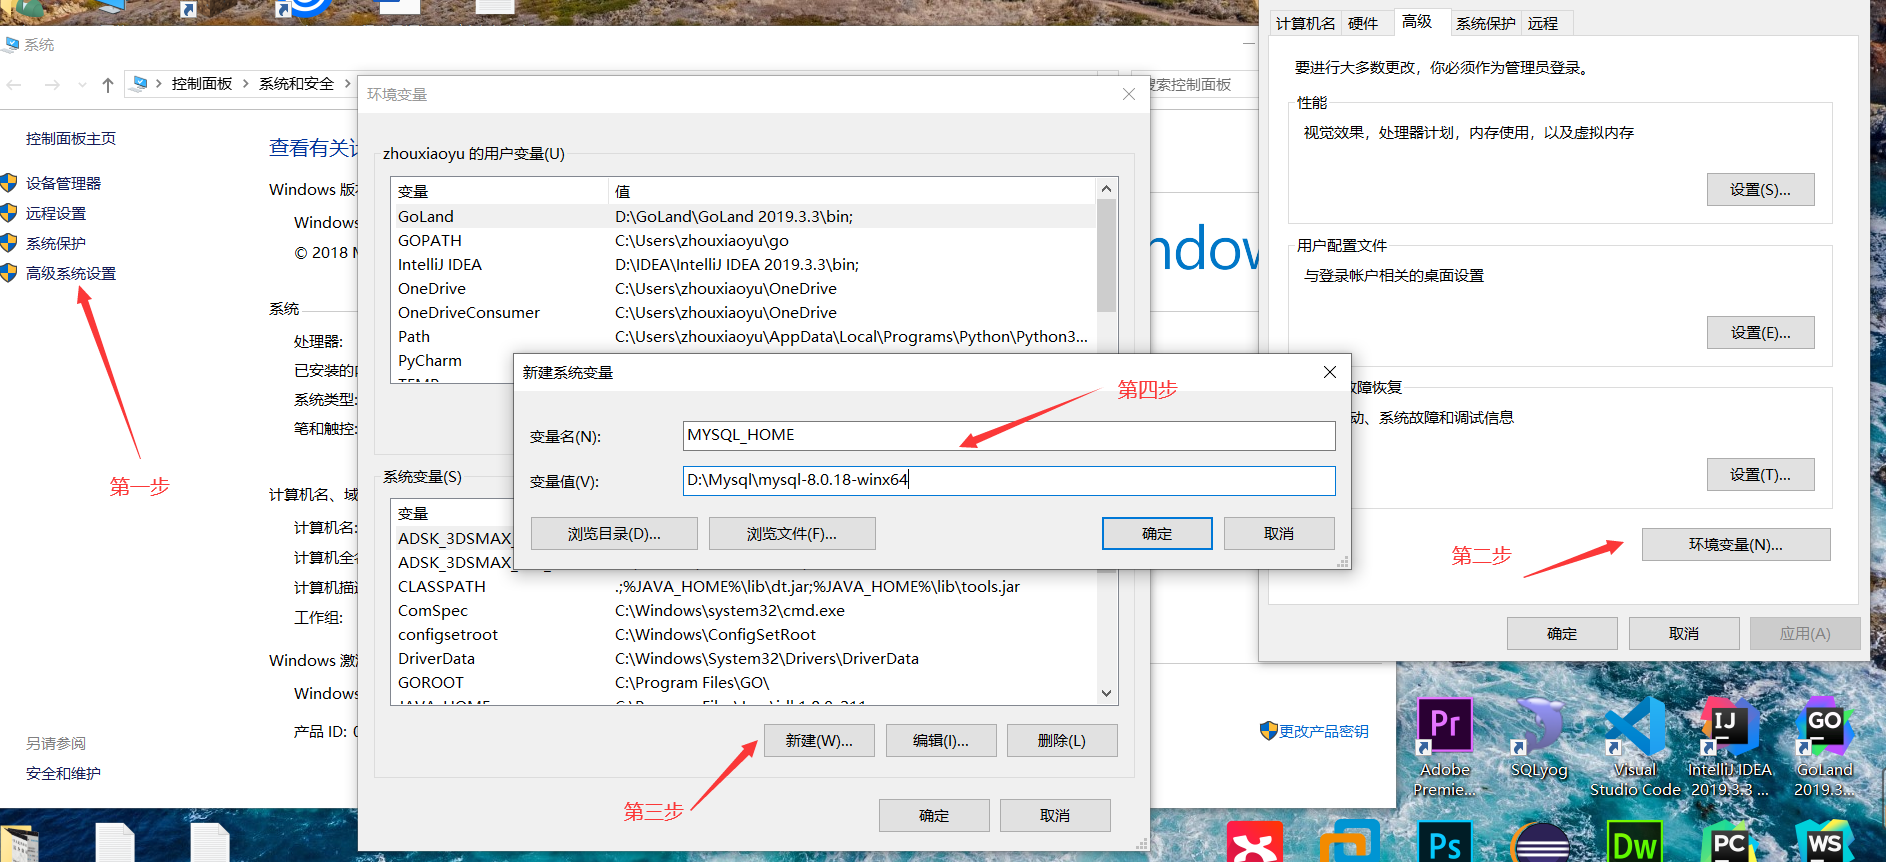 系统
控制面板
系统和安全
搜索控制面板
控制面板主页
设备管理器
远程设置
系统保护
高级系统设置
第一步
另请参阅
安全和维护
查看有关
Windows 版
Windows
© 2018
系统
处理器:
已安装的
系统类型:
笔和触控:
计算机名、域
计算机名:
计算机全
计算机描
工作组:
Windows 激
Windows
产品 ID: 0
更改产品密钥
环境变量
zhouxiaoyu 的用户变量(U)
变量 值
GoLand D:\GoLand\GoLand 2019.3.3\bin;
GOPATH C:\Users\zhouxiaoyu\go
IntelliJ IDEA D:\IDEA\IntelliJ IDEA 2019.3.3\bin;
OneDrive C:\Users\zhouxiaoyu\OneDrive
OneDriveConsumer C:\Users\zhouxiaoyu\OneDrive
Path C:\Users\zhouxiaoyu\AppData\Local\Programs\Python\Python3...
PyCharm
TEMP
新建系统变量
第四步
变量名(N): MYSQL_HOME
变量值(V): D:\Mysql\mysql-8.0.18-winx64
浏览目录(D)... 浏览文件(F)... 确定 取消
系统变量(S)
变量
ADSK_3DSMAX_
ADSK_3DSMAX_
CLASSPATH .;%JAVA_HOME%\lib\dt.jar;%JAVA_HOME%\lib\tools.jar
ComSpec C:\Windows\system32\cmd.exe
configsetroot C:\Windows\ConfigSetRoot
DriverData C:\Windows\System32\Drivers\DriverData
GOROOT C:\Program Files\GO\
JAVA_HOME
新建(W)... 编辑(I)... 删除(L)
第三步
确定 取消
计算机名 硬件 高级 系统保护 远程
要进行大多数更改，你必须作为管理员登录。
性能
视觉效果，处理器计划，内存使用，以及虚拟内存
设置(S)...
用户配置文件
与登录帐户相关的桌面设置
设置(E)...
故障恢复
动、系统故障和调试信息
设置(T)...
第二步
环境变量(N)...
确定 取消 应用(A)
Pr
IJ
GO
Adobe Premie...
SQLyog
Visual Studio Code
IntelliJ IDEA 2019.3.3 ...
GoLand 2019.3...
Ps
Dw
PC
WS